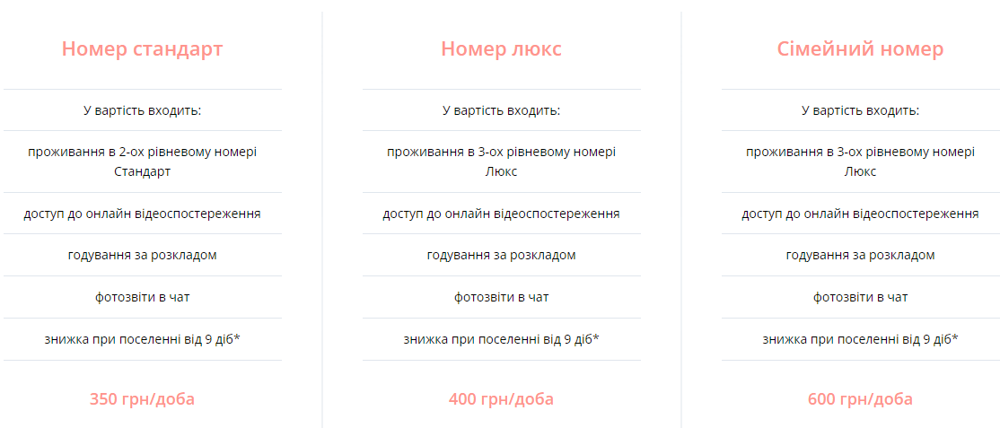 Номер стандарт
У вартість входить:
проживання в 2-ох рівневому номері
Стандарт
доступ до онлайн відеоспостереження
годування за розкладом
фотозвіти в чат
знижка при поселенні від 9 діб*
350 грн/доба
Номер люкс
У вартість входить:
проживання в 3-ох рівневому номері
Люкс
доступ до онлайн відеоспостереження
годування за розкладом
фотозвіти в чат
знижка при поселенні від 9 діб*
400 грн/доба
Сімейний номер
У вартість входить:
проживання в 3-ох рівневому номері
Люкс
доступ до онлайн відеоспостереження
годування за розкладом
фотозвіти в чат
знижка при поселенні від 9 діб*
600 грн/доба